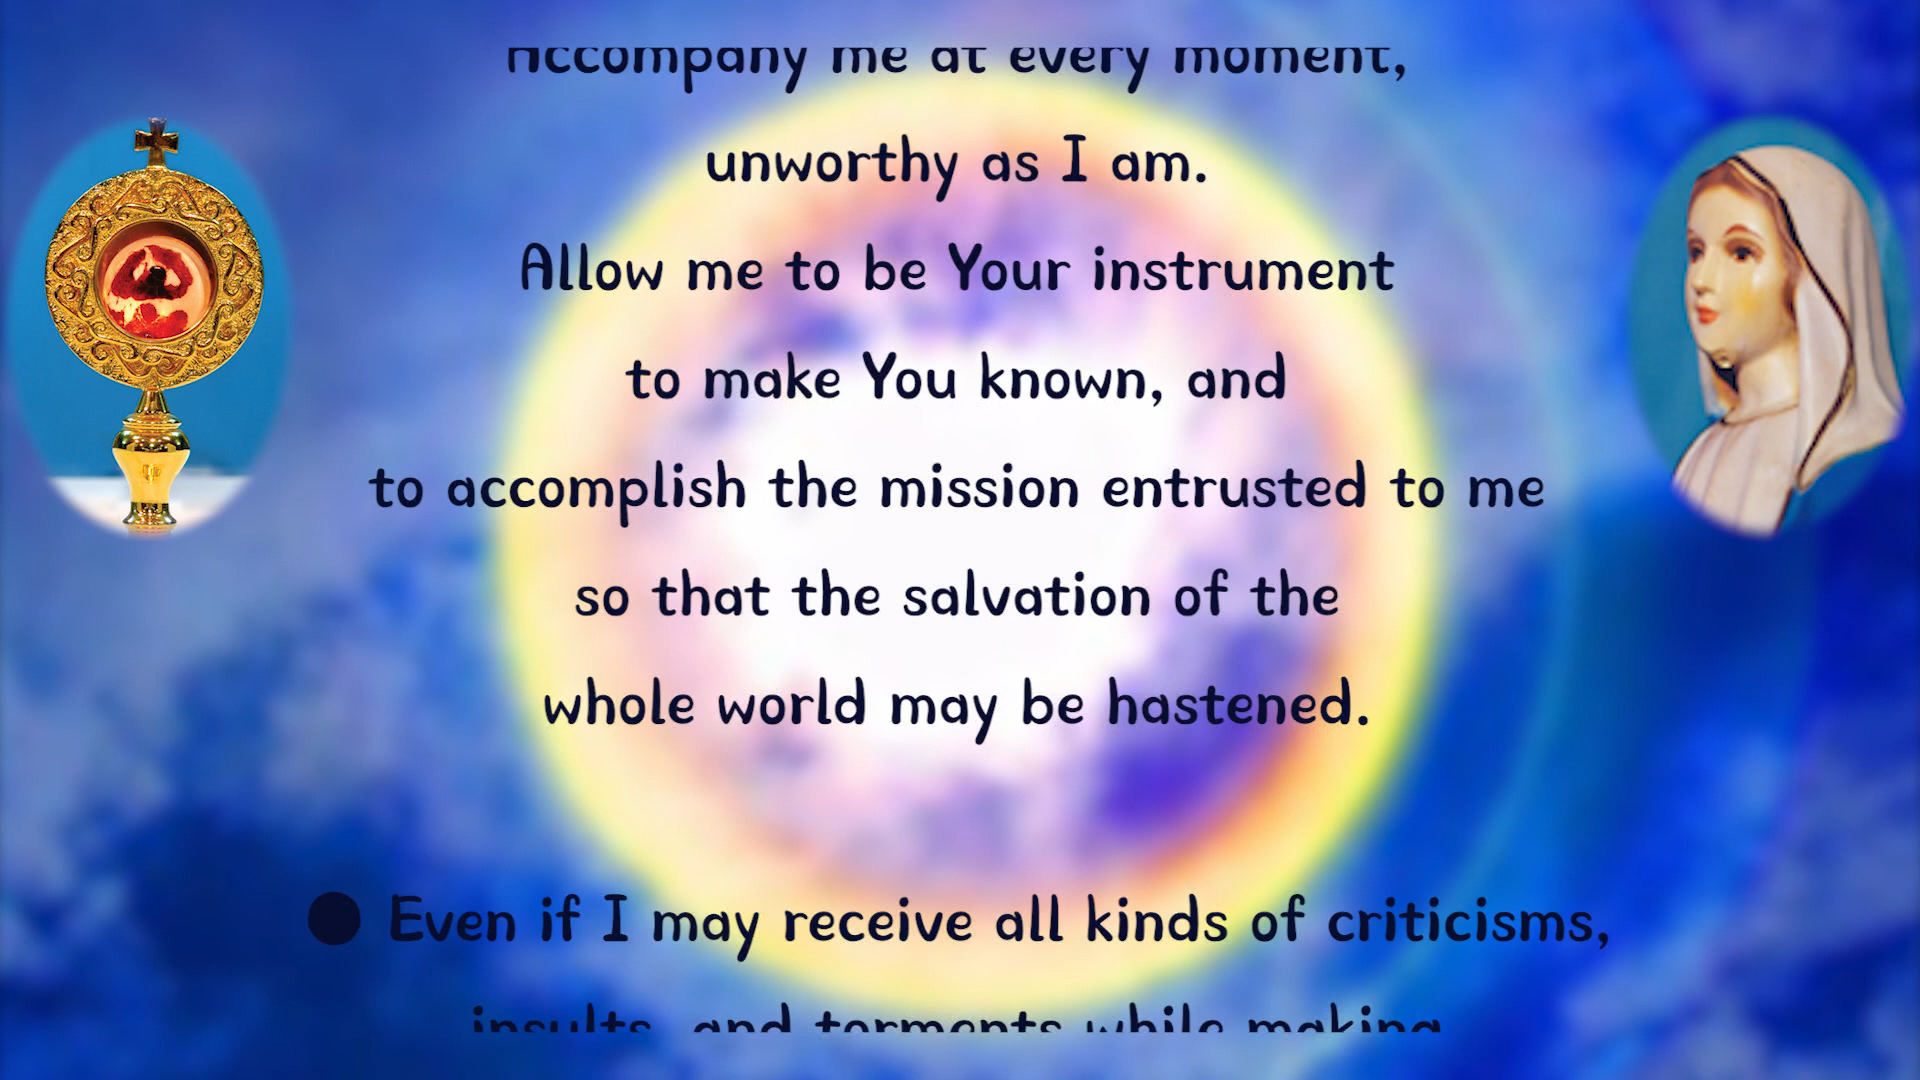 Accompany me at every moment,
unworthy as I am.
Allow me to be Your instrument
to make You known, and
to accomplish the mission entrusted to me
so that the salvation of the
whole world may be hastened.
● Even if I may receive all kinds of criticisms,
insults, and torments while making